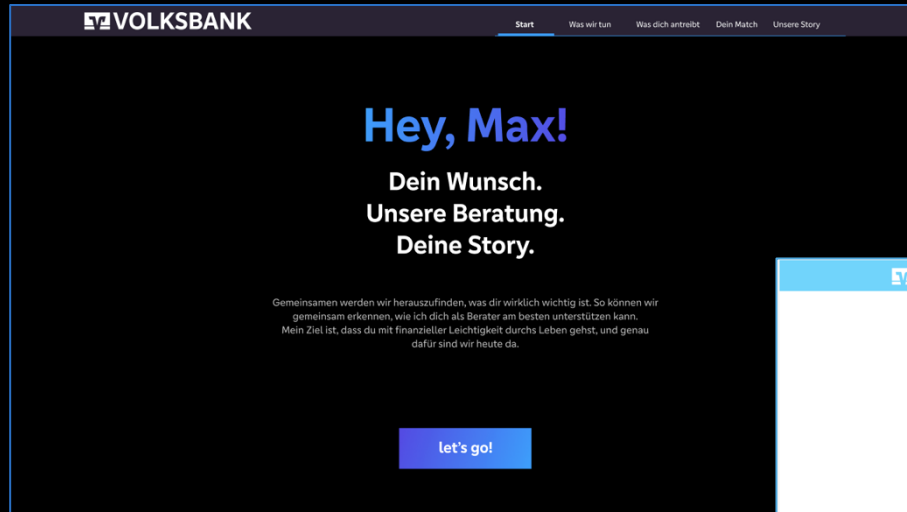 VOLKSBANK
Start Was wir tun Was dich antreibt Dein Match Unsere Story
Hey, Max!
Dein Wunsch.
Unsere Beratung.
Deine Story.
Gemeinsamen werden wir herauszufinden, was dir wirklich wichtig ist. So können wir
gemeinsam erkennen, wie ich dich als Berater am besten unterstützen kann.
Mein Ziel ist, dass du mit finanzieller Leichtigkeit durchs Leben gehst, und genau
dafür sind wir heute da.
let's go!